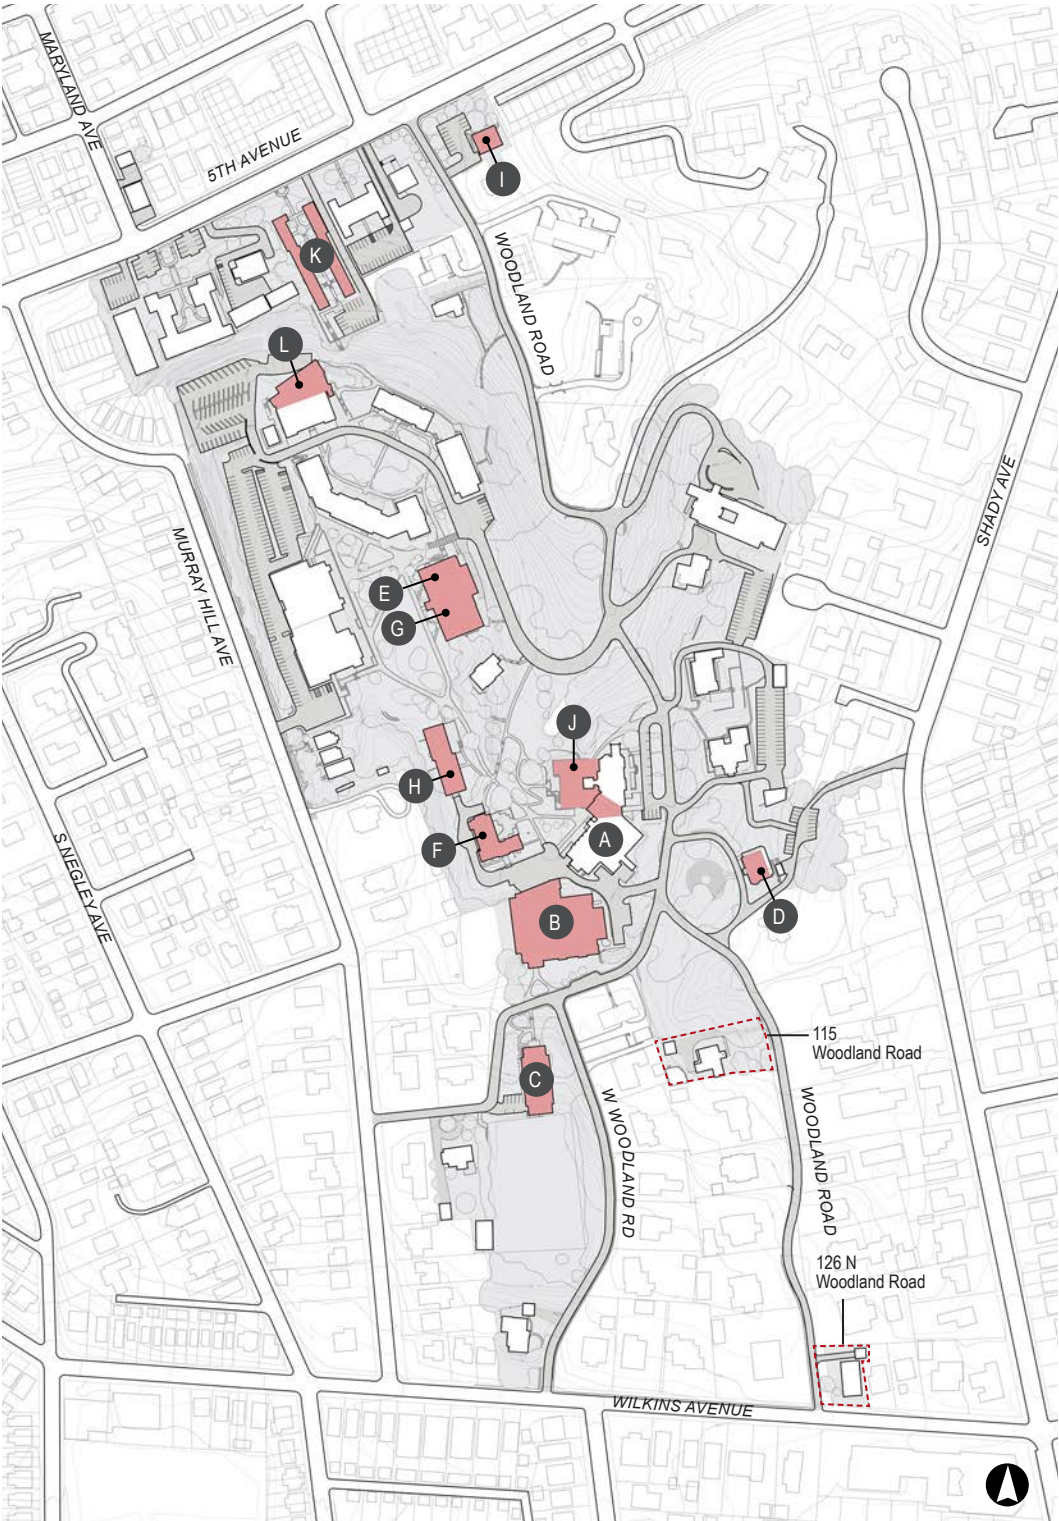 MARYLAND AVE
5TH AVENUE
I
K
WOODLAND ROAD
L
SHADY AVE
MURRAY HILL AVE
E
G
J
H
A
F
S NEGLEY AVE
B
D
115
Woodland Road
C
W WOODLAND RD
WOODLAND ROAD
126 N
Woodland Road
WILKINS AVENUE